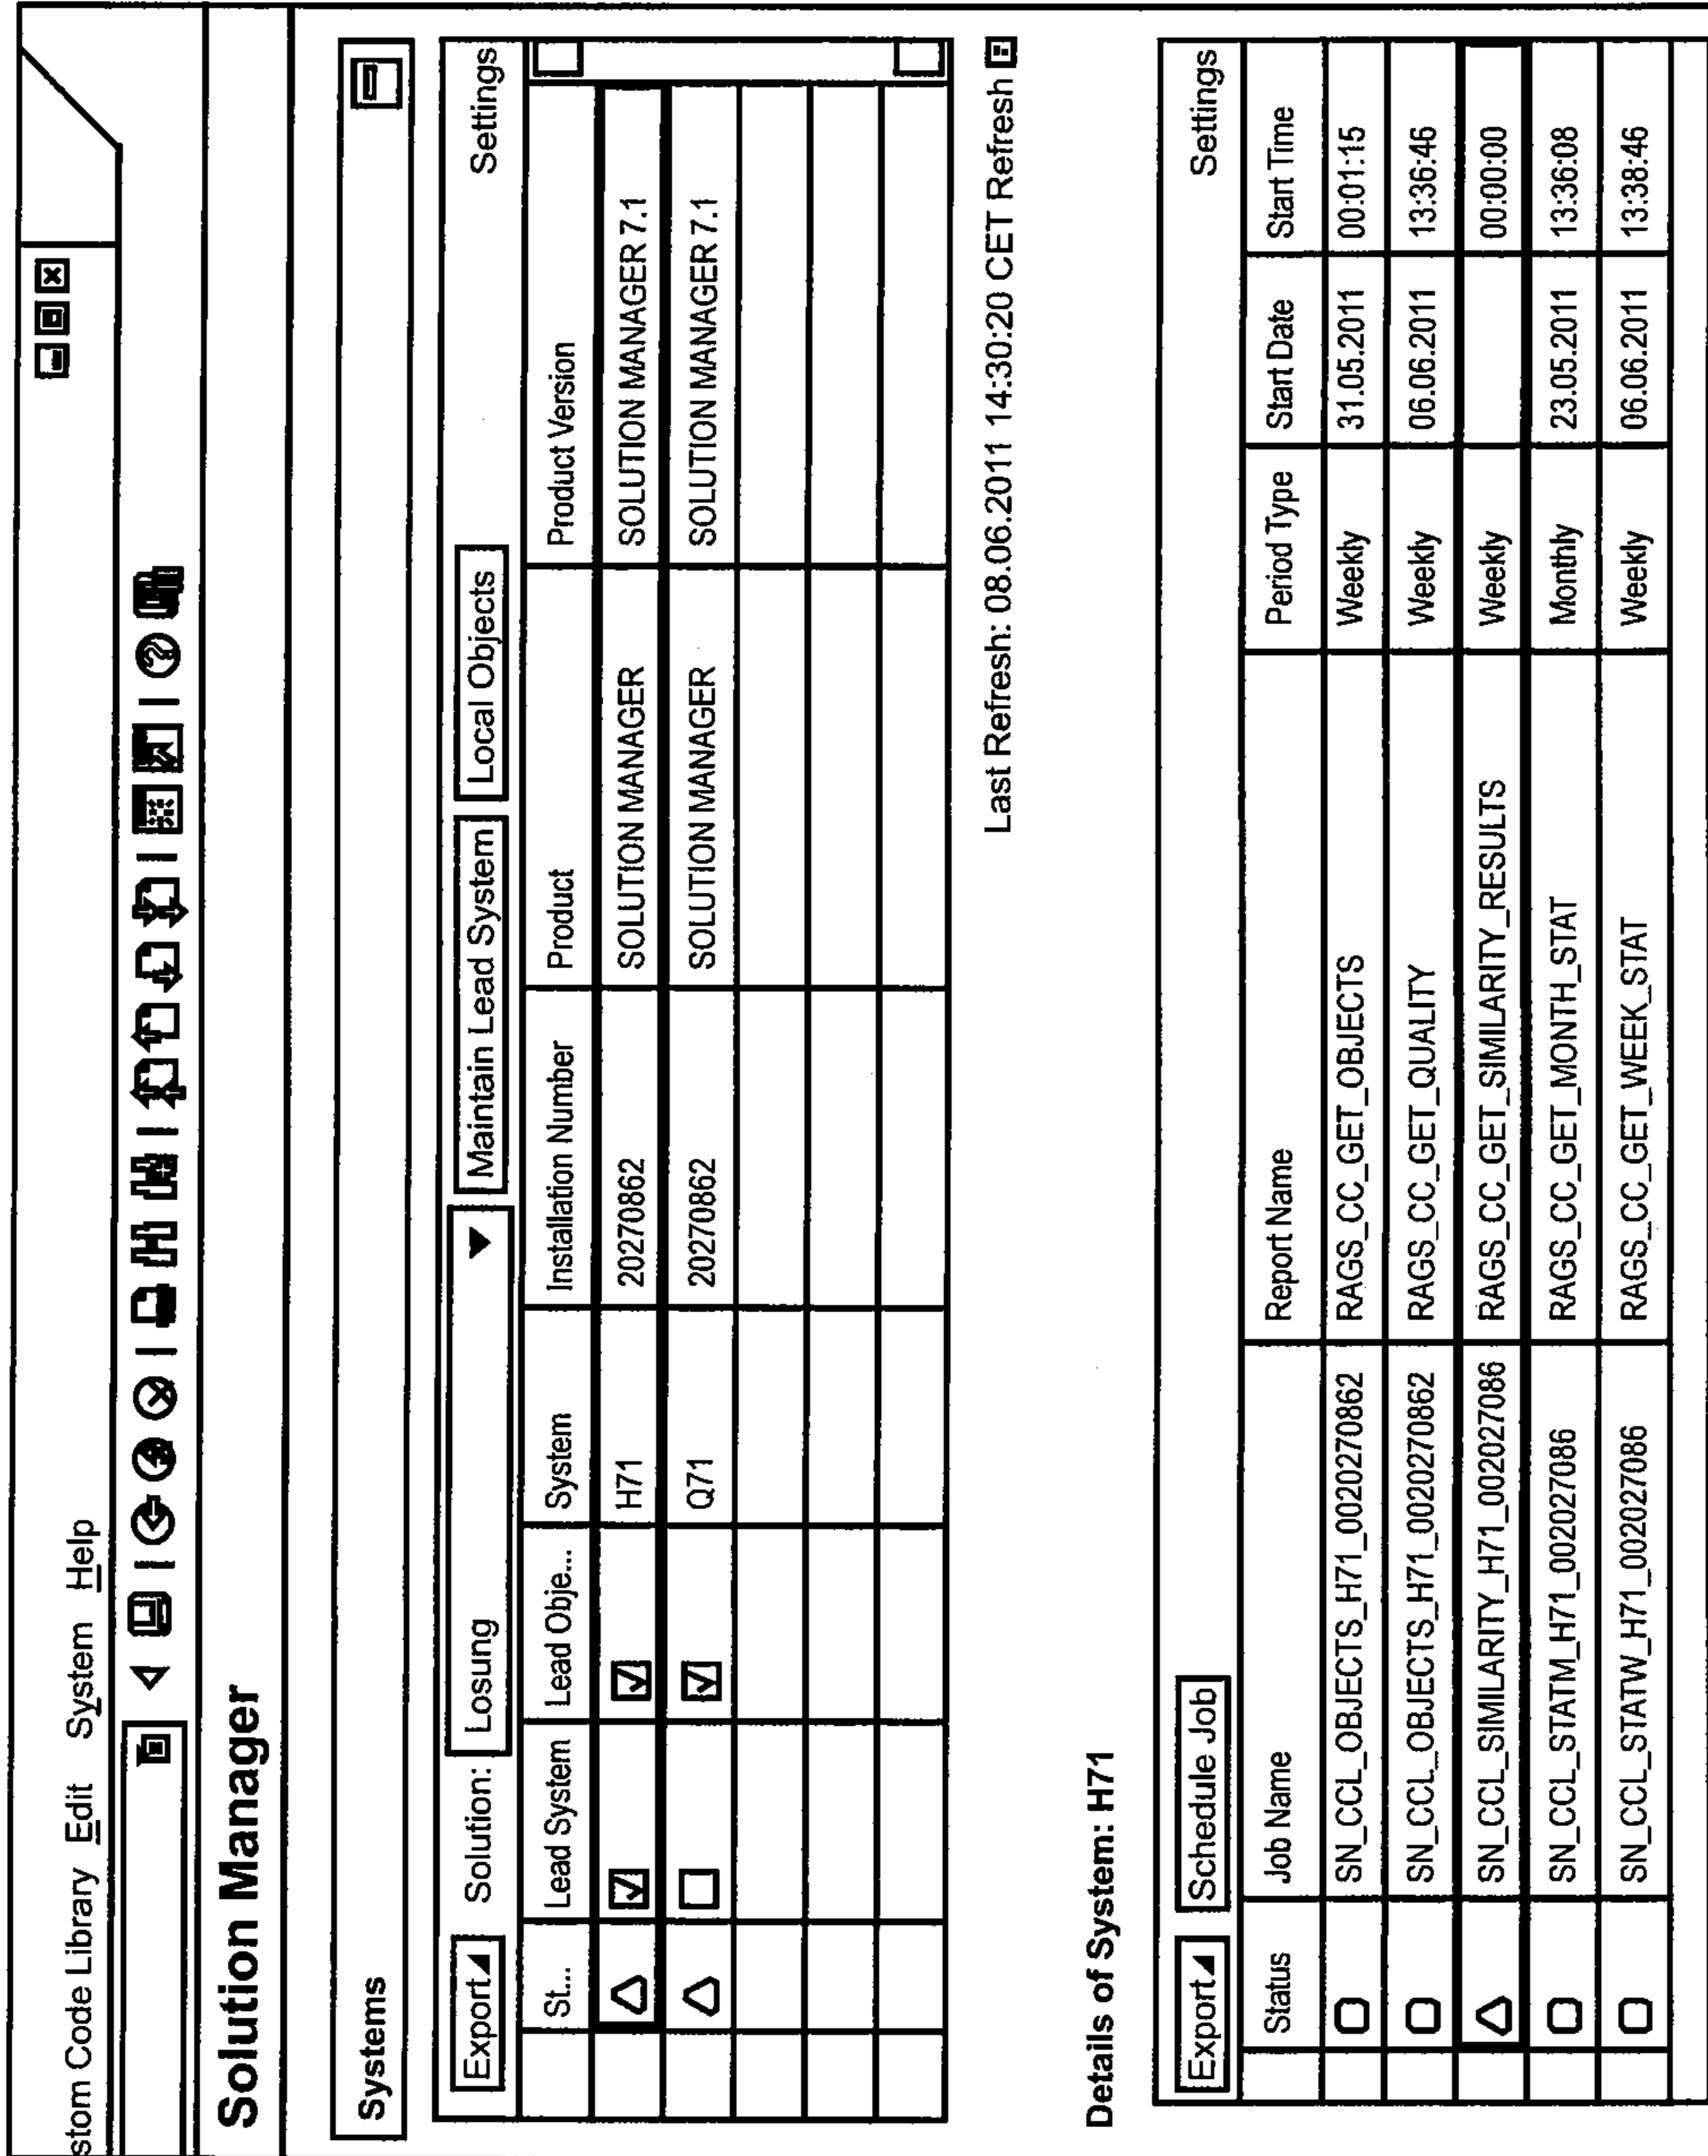 stom Code Library Edit System Help
Solution Manager
Systems
Export Solution: Losung Maintain Lead System Local Objects Settings
St... Lead System Lead Obje... System Installation Number Product Product Version
H71 20270862 SOLUTION MANAGER SOLUTION MANAGER 7.1
Q71 20270862 SOLUTION MANAGER SOLUTION MANAGER 7.1
Last Refresh: 08.06.2011 14:30:20 CET Refresh
Details of System: H71
Export Schedule Job Settings
Status Job Name Report Name Period Type Start Date Start Time
SN_CCL_OBJECTS_H71_0020270862 RAGS_CC_GET_OBJECTS Weekly 31.05.2011 00:01:15
SN_CCL_OBJECTS_H71_0020270862 RAGS_CC_GET_QUALITY Weekly 06.06.2011 13:36:46
SN_CCL_SIMILARITY_H71_002027086 RAGS_CC_GET_SIMILARITY_RESULTS Weekly 00:00:00
SN_CCL_STATM_H71_002027086 RAGS_CC_GET_MONTH_STAT Monthly 23.05.2011 13:36:08
SN_CCL_STATW_H71_002027086 RAGS_CC_GET_WEEK_STAT Weekly 06.06.2011 13:38:46